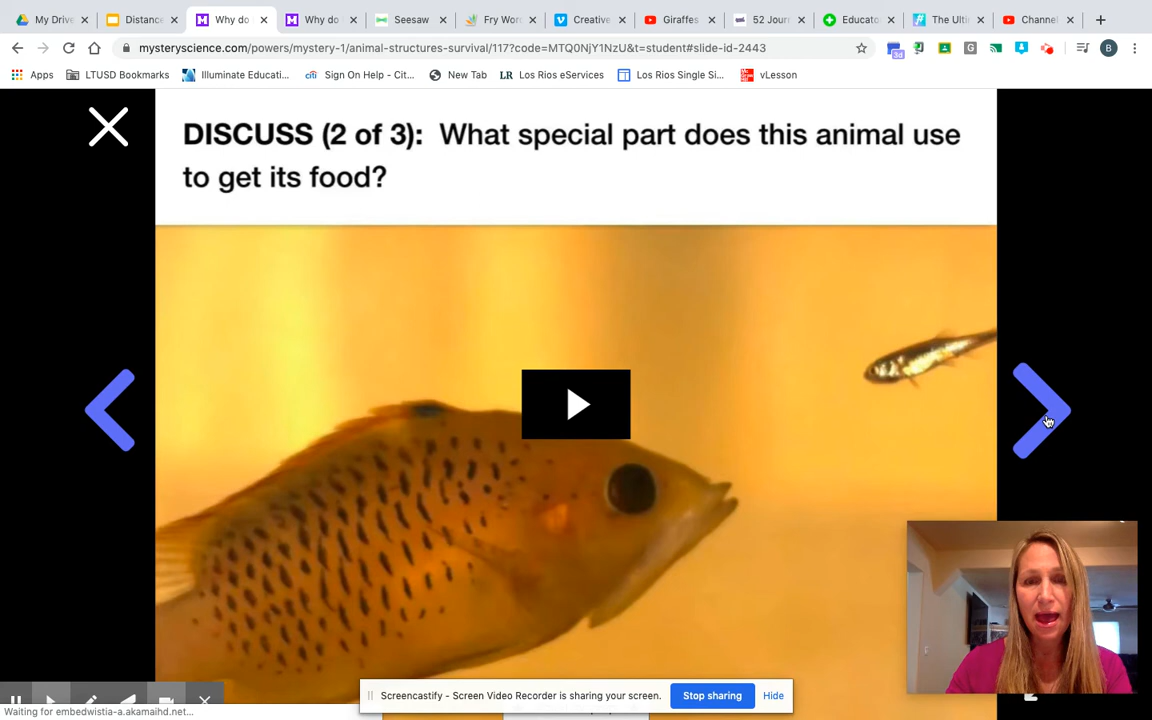 My Drive
Distance
Why do
Why do
Seesaw
Fry Wor
Creative
Giraffes
52 Jour
Educato
The Ulti
Channel
mysteryscience.com/powers/mystery-1/animal-structures-survival/117?code=MTQ0NjY1NzU&t=student#slide-id-2443
Apps
LTUSD Bookmarks
Illuminate Educati...
Sign On Help - Cit...
New Tab
LR Los Rios eServices
Los Rios Single Si...
vLesson
DISCUSS (2 of 3): What special part does this animal use
to get its food?
Screencastify - Screen Video Recorder is sharing your screen.
Stop sharing
Hide
Waiting for embedwistia-a.akamaihd.net...